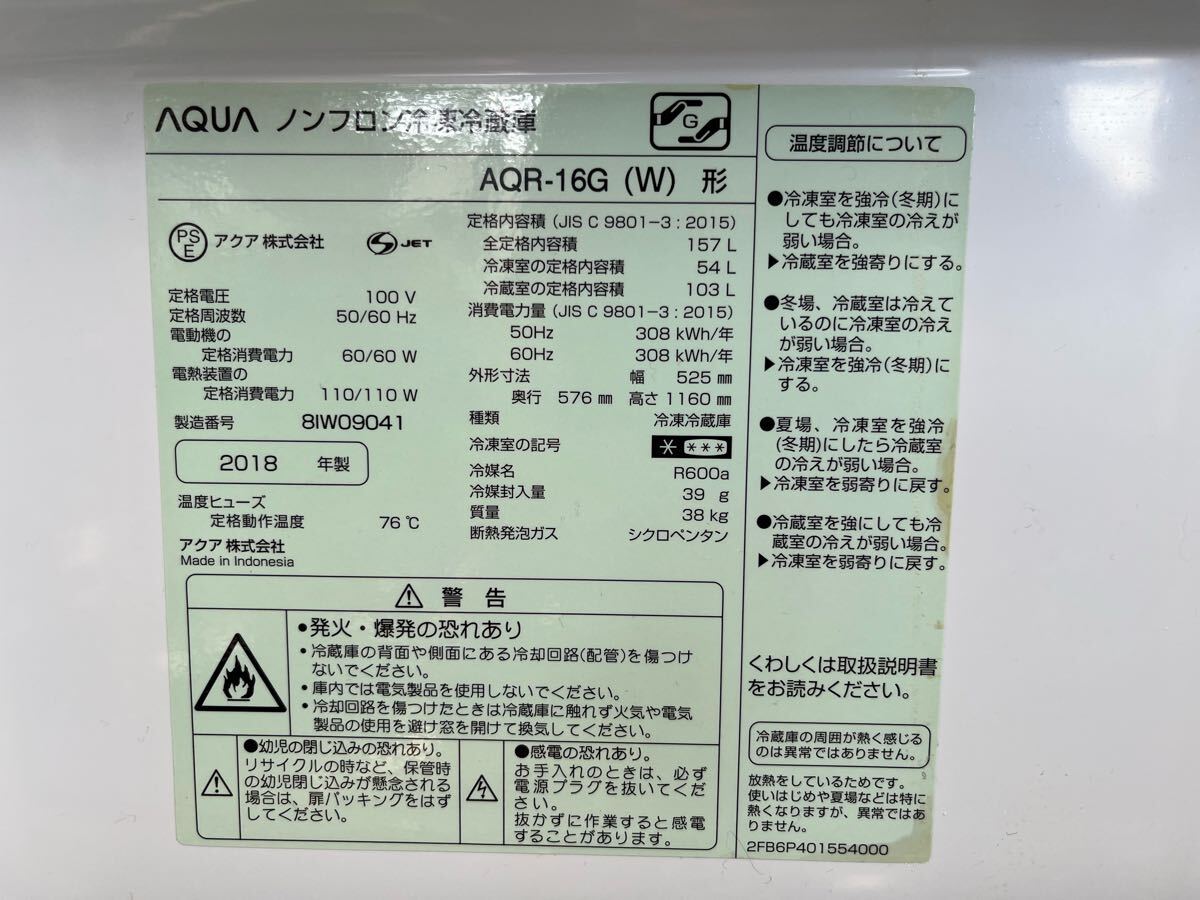 AQUA ノンフロン冷凍冷蔵庫
G
AQR-16G (W) 形
PS
E
アクア 株式会社
S JET
定格電圧 100 V
定格周波数 50/60 Hz
電動機の
定格消費電力 60/60 W
電熱装置の
定格消費電力 110/110 W
製造番号 8IW09041
2018 年製
温度ヒューズ
定格動作温度 76 ℃
アクア 株式会社
Made in Indonesia
定格内容積 (JIS C 9801-3 : 2015)
全定格内容積 157 L
冷凍室の定格内容積 54 L
冷蔵室の定格内容積 103 L
消費電力量 (JIS C 9801-3 : 2015)
50Hz 308 kWh/年
60Hz 308 kWh/年
外形寸法 幅 525 ㎜
奥行 576 ㎜ 高さ 1160 ㎜
種類 冷凍冷蔵庫
冷凍室の記号 * ***
冷媒名 R600a
冷媒封入量 39 g
質量 38 kg
断熱発泡ガス シクロペンタン
⚠ 警 告
●発火・爆発の恐れあり
・冷蔵庫の背面や側面にある冷却回路(配管)を傷つけ
ないでください。
・庫内では電気製品を使用しないでください。
・冷却回路を傷つけたときは冷蔵庫に触れず火気や電気
製品の使用を避け窓を開けて換気してください。
●幼児の閉じ込みの恐れあり。
リサイクルの時など、保管時
の幼児閉じ込みが懸念される
場合は、扉パッキングをはず
してください。
●感電の恐れあり。
お手入れのときは、必ず
電源プラグを抜いてくだ
さい。
抜かずに作業すると感電
することがあります。
温度調節について
●冷凍室を強冷(冬期)に
しても冷凍室の冷えが
弱い場合。
▶冷蔵室を強寄りにする。
●冬場、冷蔵室は冷えて
いるのに冷凍室の冷え
が弱い場合。
▶冷凍室を強冷(冬期)に
する。
●夏場、冷凍室を強冷
(冬期)にしたら冷蔵室
の冷えが弱い場合。
▶冷凍室を弱寄りに戻す。
●冷蔵室を強にしても冷
蔵室の冷えが弱い場合。
▶冷凍室を弱寄りに戻す。
くわしくは取扱説明書
をお読みください。
冷蔵庫の周囲が熱く感じる
のは異常ではありません。
放熱をしているためです。
使いはじめや夏場などは特に
熱くなりますが、異常ではあ
りません。
2FB6P401554000